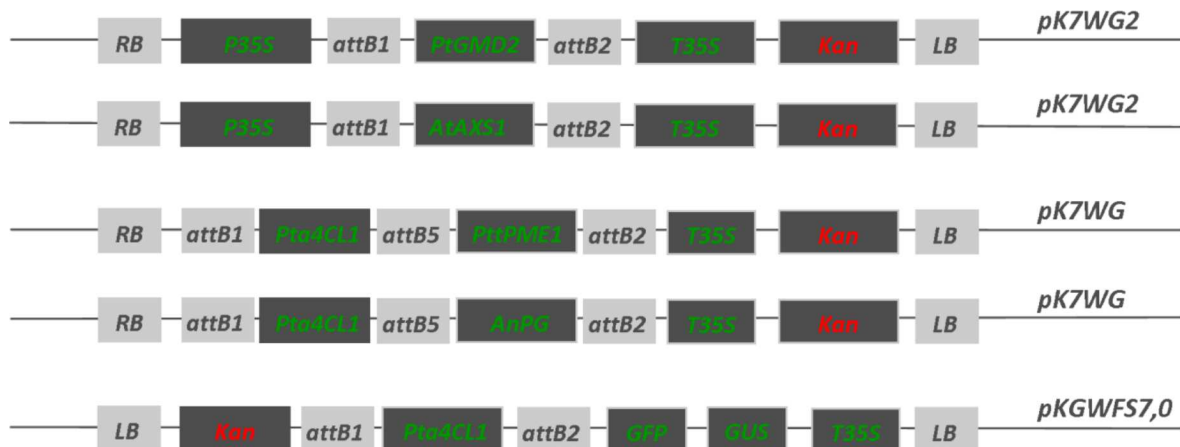 pK7WG2
RB P35S attB1 PtGMD2 attB2 T35S Kan LB
pK7WG2
RB P35S attB1 AtAXS1 attB2 T35S Kan LB
pK7WG
RB attB1 Pta4CL1 attB5 PttPME1 attB2 T35S Kan LB
pK7WG
RB attB1 Pta4CL1 attB5 AnPG attB2 T35S Kan LB
pKGWFS7,0
LB Kan attB1 Pta4CL1 attB2 GFP GUS T35S LB